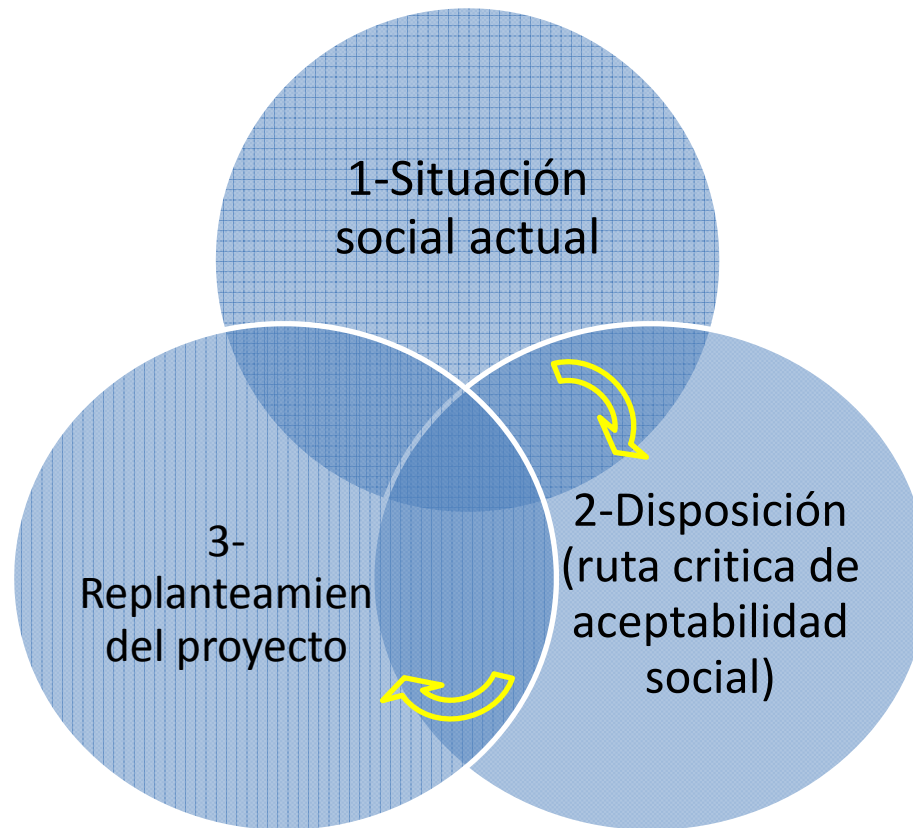 1-Situación
social actual
2-Disposición
(ruta critica de
aceptabilidad
social)
3-
Replanteamien
del proyecto